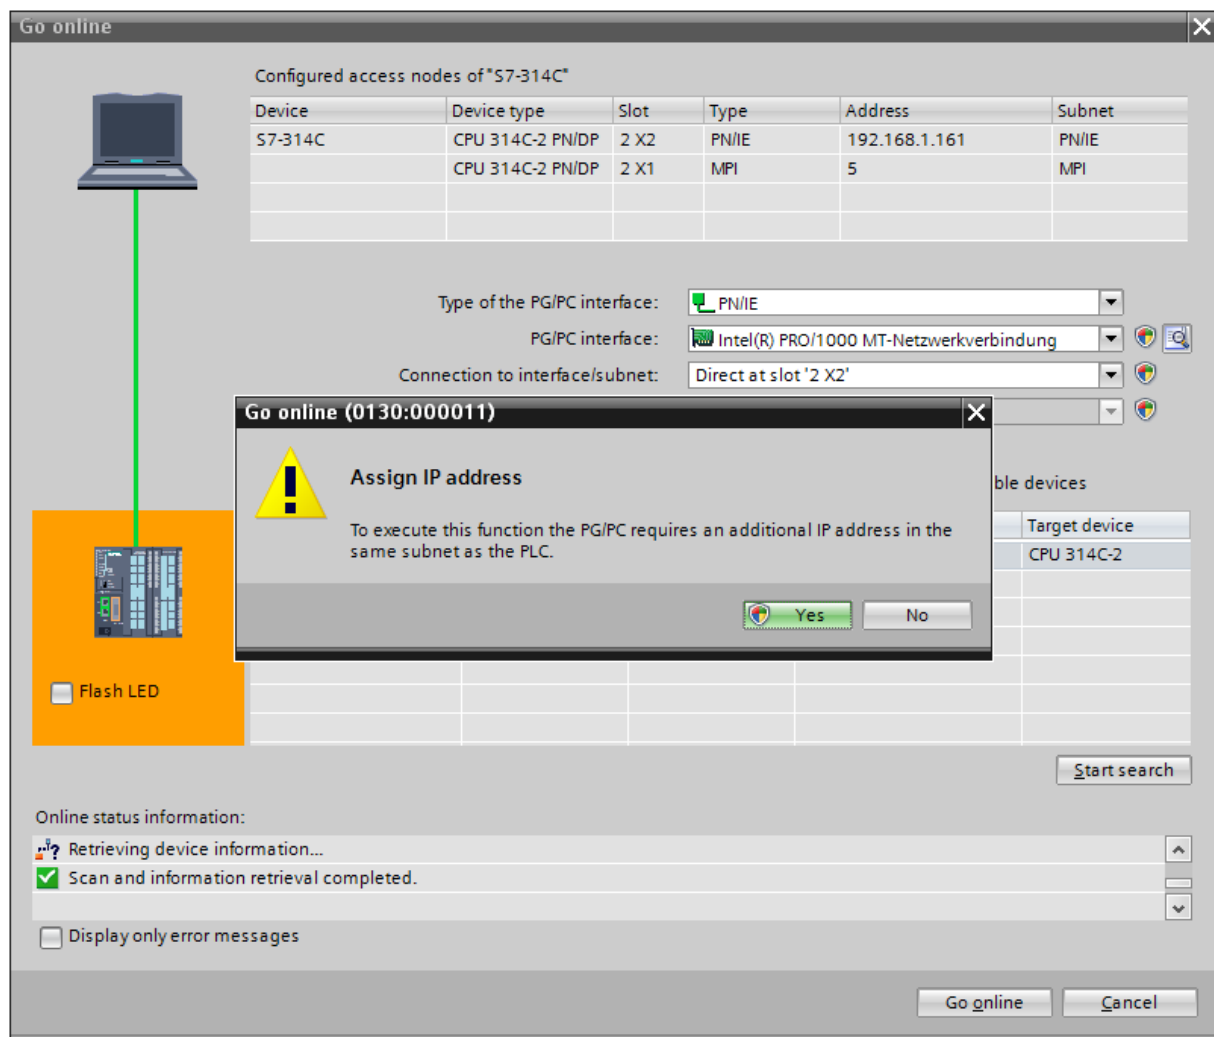 Go online
Configured access nodes of "S7-314C"
Device Device type Slot Type Address Subnet
S7-314C CPU 314C-2 PN/DP 2 X2 PN/IE 192.168.1.161 PN/IE
CPU 314C-2 PN/DP 2 X1 MPI 5 MPI
Type of the PG/PC interface: PN/IE
PG/PC interface: Intel(R) PRO/1000 MT-Netzwerkverbindung
Connection to interface/subnet: Direct at slot '2 X2'
Go online (0130:000011)
Assign IP address
ble devices
To execute this function the PG/PC requires an additional IP address in the
same subnet as the PLC.
Target device
CPU 314C-2
Yes No
Flash LED
Start search
Online status information:
Retrieving device information...
Scan and information retrieval completed.
Display only error messages
Go online Cancel